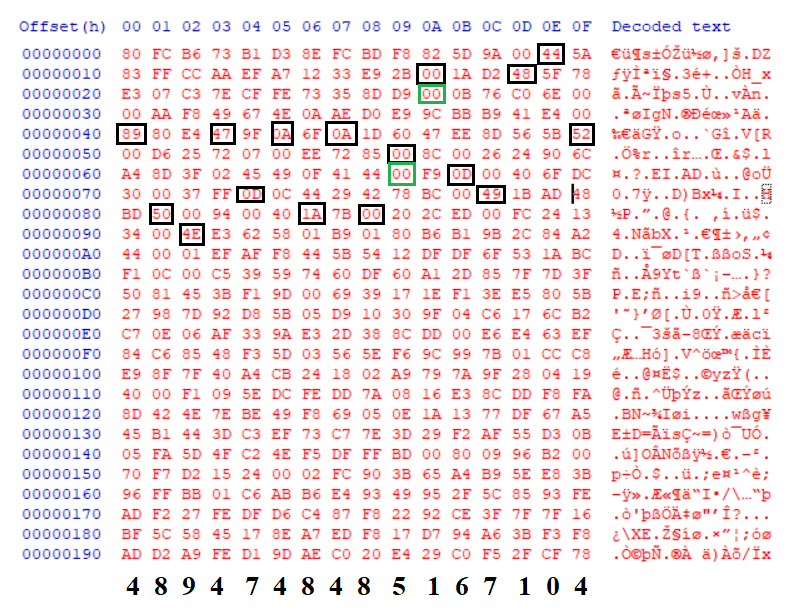 Offset(h) 00 01 02 03 04 05 06 07 08 09 0A 0B 0C 0D 0E 0F Decoded text
00000000 80 FC B6 73 B1 D3 8E FC BD F8 82 5D 9A 00 44 5A €ü¶s±ÓŽü½ø‚]š.DZ
00000010 83 FF CC AA EF A7 12 33 E9 2B 00 1A D2 48 5F 78 ƒÿÌªï§.3é+..ÒH_x
00000020 E3 07 C3 7E CF FE 73 35 8D D9 00 0B 76 C0 6E 00 ã.Ã~Ïþs5.Ù..vÀn.
00000030 00 AA F8 49 67 4E 0A AE D0 E9 9C BB B9 41 E4 00 .ªøIgN.®Ðéœ»¹Aä.
00000040 89 80 E4 47 9F 0A 6F 0A 1D 60 47 EE 8D 56 5B 52 ‰€äGŸ.o..`Gî.V[R
00000050 00 D6 25 72 07 00 EE 72 85 00 8C 00 26 24 90 6C .Ö%r..îr….Œ.&$.l
00000060 A4 8D 3F 02 45 49 0F 41 44 00 F9 0D 00 40 6F DC ¤.?.EI.AD.ù..@oÜ
00000070 30 00 37 FF 0D 0C 44 29 42 78 BC 00 49 1B AD 48 0.7ÿ..D)Bx¼.I..H
00000080 BD 50 00 94 00 40 1A 7B 00 20 2C ED 00 FC 24 13 ½P.”.@.{. ,í.ü$.
00000090 34 00 4E E3 62 58 01 B9 01 80 B6 B1 9B 2C 84 A2 4.NãbX.¹.€¶±›,„¢
000000A0 44 00 01 EF AF F8 44 5B 54 12 DF DF 6F 53 1A BC D..ï¯øD[T.ßßoS.¼
000000B0 F1 0C 00 C5 39 59 74 60 DF 60 A1 2D 85 7F 7D 3F ñ..Å9Yt`ß`¡-….}?
000000C0 50 81 45 3B F1 9D 00 69 39 17 1E F1 3E E5 80 5B P.E;ñ..i9..ñ>å€[
000000D0 27 98 7D 92 D8 5B 05 D9 10 30 9F 04 C6 17 6C B2 '˜}’Ø[.Ù.0Ÿ.Æ.l²
000000E0 C7 0E 06 AF 33 9A E3 2D 38 8C DD 00 E6 E4 63 EF Ç..¯3šã-8ŒÝ.æäcï
000000F0 84 C6 85 48 F3 5D 03 56 5E F6 9C 99 7B 01 CC C8 „Æ…Hó].V^öœ™{.ÌÈ
00000100 E9 8F 7F 40 A4 CB 24 18 02 A9 79 7A 9F 28 04 19 é..@¤Ë$..©yzŸ(..
00000110 40 00 F1 09 5E DC FE DD 7A 08 16 E3 8C DD F8 FA @.ñ.^ÜþÝz..ãŒÝøú
00000120 8D 42 4E 7E BE 49 F8 69 05 0E 1A 13 77 DF 67 A5 .BN~¾Iøi....wßg¥
00000130 45 B1 44 3D C3 EF 73 C7 7E 3D 29 F2 AF 55 D3 0B E±D=ÃïsÇ~=)ò¯UÓ.
00000140 05 FA 5D 4F C2 4E F5 DF FF BD 00 80 09 96 B2 00 .ú]OÂNõßÿ½.€.–².
00000150 70 F7 D2 15 24 00 02 FC 90 3B 65 A4 B9 5E E8 3B p÷Ò.$..ü.;e¤¹^è;
00000160 96 FF BB 01 C6 AB B6 E4 93 49 95 2F 5C 85 93 FE –ÿ».Æ«¶ä“I•/\…“þ
00000170 AD F2 27 FE DF D6 C4 87 F8 22 92 CE 3F 7F 7F 16 .ò'þßÖÄ‡ø"’Î?...
00000180 BF 5C 58 45 17 8E A7 ED F8 17 D7 94 A6 3B F3 F8 ¿\XE.Ž§íø.×”¦;óø
00000190 AD D2 A9 FE D1 9D AE C0 20 E4 29 C0 F5 2F CF 78 .Ò©þÑ.®À ä)Àõ/Ïx
4 8 9 4 7 4 8 4 8 5 1 6 7 1 0 4